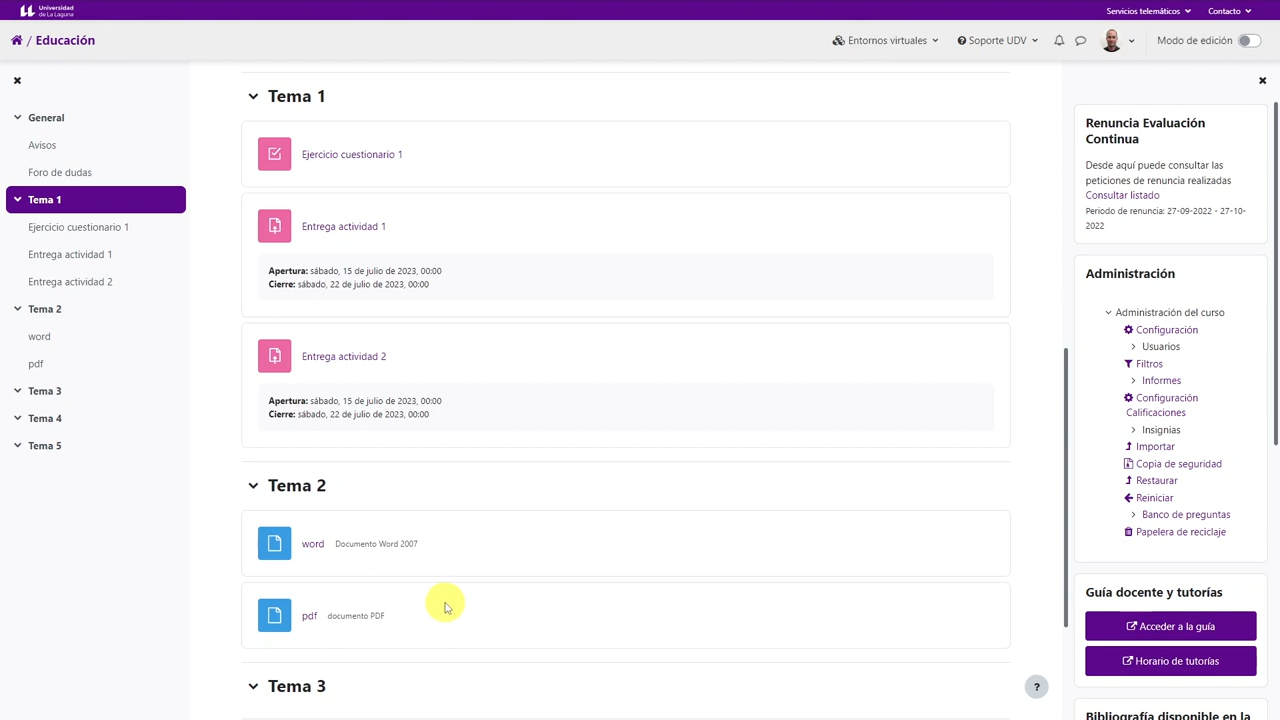 Universidad
de La Laguna
Servicios telemáticos
Contacto
/ Educación
Entornos virtuales
Soporte UDV
Modo de edición
General
Avisos
Foro de dudas
Tema 1
Ejercicio cuestionario 1
Entrega actividad 1
Entrega actividad 2
Tema 2
word
pdf
Tema 3
Tema 4
Tema 5
Tema 1
Ejercicio cuestionario 1
Entrega actividad 1
Apertura: sábado, 15 de julio de 2023, 00:00
Cierre: sábado, 22 de julio de 2023, 00:00
Entrega actividad 2
Apertura: sábado, 15 de julio de 2023, 00:00
Cierre: sábado, 22 de julio de 2023, 00:00
Tema 2
word Documento Word 2007
pdf documento PDF
Tema 3
?
Renuncia Evaluación
Continua
Desde aquí puede consultar las
peticiones de renuncia realizadas
Consultar listado
Periodo de renuncia: 27-09-2022 - 27-10-
2022
Administración
Administración del curso
Configuración
Usuarios
Filtros
Informes
Configuración
Calificaciones
Insignias
Importar
Copia de seguridad
Restaurar
Reiniciar
Banco de preguntas
Papelera de reciclaje
Guía docente y tutorías
Acceder a la guía
Horario de tutorías
Bibliografía disponible en la